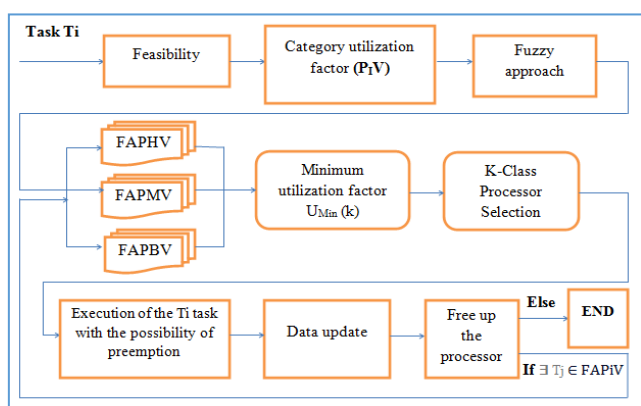 Task Ti
Feasibility
Category utilization
factor (PIV)
Fuzzy
approach
FAPHV
FAPMV
FAPBV
Minimum
utilization factor
UMin (k)
K-Class
Processor
Selection
Execution of the Ti task
with the possibility of
preemption
Data update
Free up
the
processor
Else
END
If ∃ Tj ∈ FAPiV